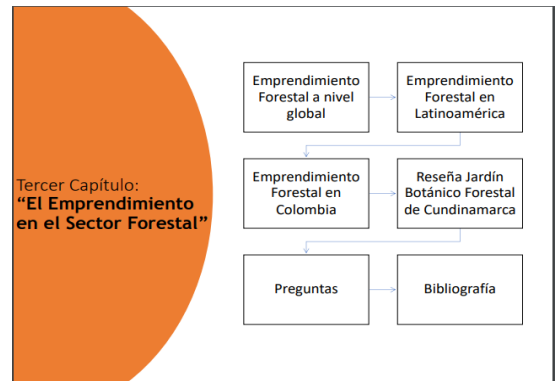 Tercer Capítulo:
“El Emprendimiento
en el Sector Forestal”
Emprendimiento
Forestal a nivel
global
Emprendimiento
Forestal en
Latinoamérica
Emprendimiento
Forestal en
Colombia
Reseña Jardín
Botánico Forestal
de Cundinamarca
Preguntas
Bibliografía